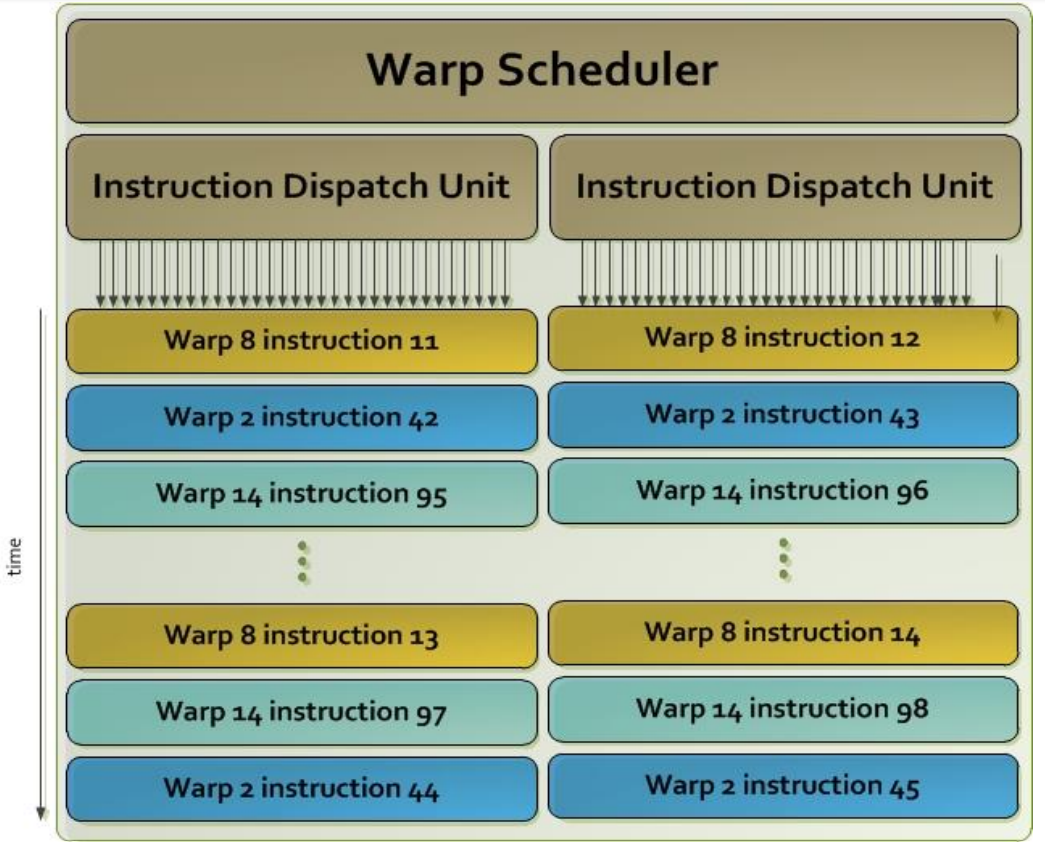 Warp Scheduler
Instruction Dispatch Unit
Instruction Dispatch Unit
Warp 8 instruction 11
Warp 8 instruction 12
Warp 2 instruction 42
Warp 2 instruction 43
Warp 14 instruction 95
Warp 14 instruction 96
time
Warp 8 instruction 13
Warp 8 instruction 14
Warp 14 instruction 97
Warp 14 instruction 98
Warp 2 instruction 44
Warp 2 instruction 45